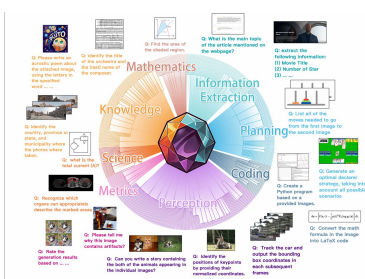 Q: Please write an
acrostic poem about
the attached image,
using the letters in
the specified
word ... ...
Q: Identify the title
of the orchestra and
the (last) name of
the composer.
Q: Find the area of
the shaded region.
Q: What is the main topic
of the article mentioned on
the webpage?
Q: extract the
following information:
(1) Movie Title
(2) Number of Star
(3) ... ...
Mathematics
Information
Extraction
Knowledge
Planning
Q: List all of the
moves needed to go
from the first image to
the second image
Q: Identify the
country, province or
state, and
municipality where
the photos where
taken.
Q: what is the
total current (A)?
Science
Coding
Q: Create a
Python program
based on a
provided images.
Q: Generate an
optimal declarer
strategy, taking into
account all possible
scenarios
Metrics
Perception
Q: Recognize which
organs can appropriately
describe the marked areas
Q: Please tell me
why this image
contains artifacts?
Q: Convert the math
formula in the image
into LaTeX code
Q: Rate the
generation results
based on ... ...
Q: Can you write a story containing
the both of the animals appearing in
the individual images?
Q: Identify the
positions of keypoints
by providing their
normalized coordinates.
Q: Track the car and
output the bounding
box coordinates in
each subsequent
frames